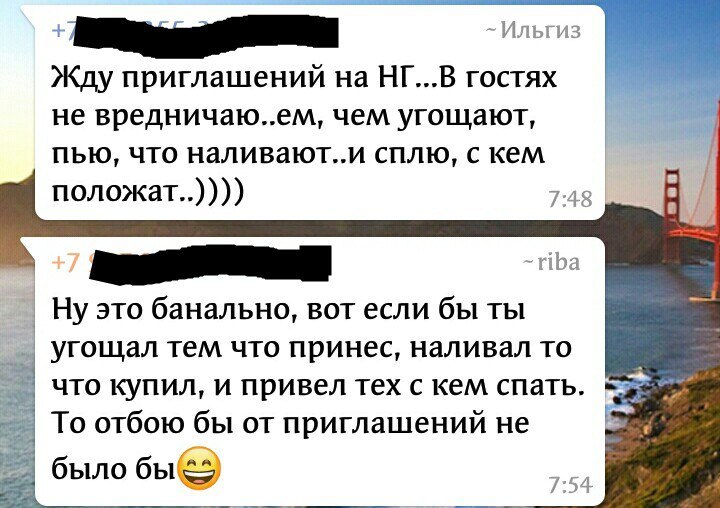 +7
~Ильгиз
Жду приглашений на НГ...В гостях
не вредничаю..ем, чем угощают,
пью, что наливают..и сплю, с кем
положат..))))
7:48
+7
~riba
Ну это банально, вот если бы ты
угощал тем что принес, наливал то
что купил, и привел тех с кем спать.
То отбою бы от приглашений не
было бы😄
7:54